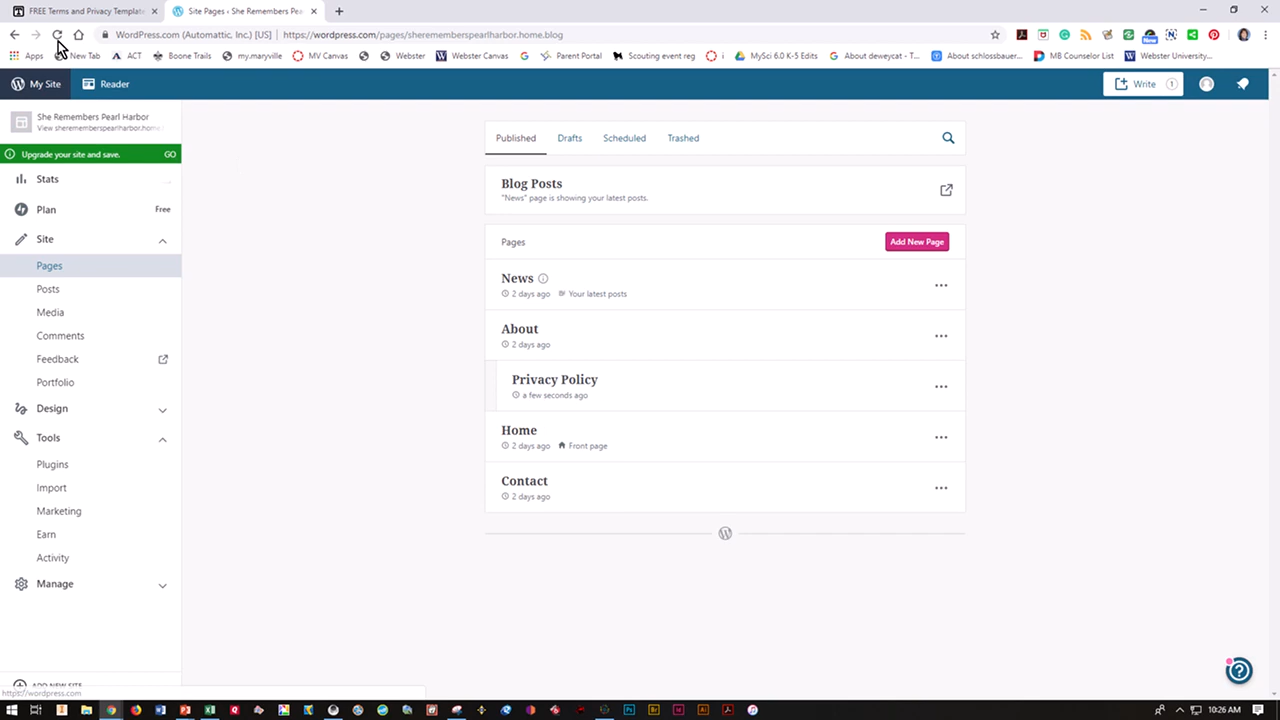 FREE Terms and Privacy Template
Site Pages ‹ She Remembers Pea
WordPress.com (Automattic, Inc.) [US] https://wordpress.com/pages/sheremember​spearlharbor.home.blog
Apps New Tab ACT Boone Trails my.maryville MV Canvas Webster Webster Canvas Parent Portal Scouting event reg MySci 6.0 K-5 Edits About deweycat - T... About schlossbauer... MB Counselor List Webster University,...
My Site Reader Write 1
She Remembers Pearl Harbor
View sheremember​spearlharbor.home
Upgrade your site and save. GO
Stats
Plan Free
Site
Pages
Posts
Media
Comments
Feedback
Portfolio
Design
Tools
Plugins
Import
Marketing
Earn
Activity
Manage
ADD NEW SITE
https://wordpress.com
Published Drafts Scheduled Trashed
Blog Posts
"News" page is showing your latest posts.
Pages Add New Page
News
2 days ago Your latest posts
About
2 days ago
Privacy Policy
a few seconds ago
Home
2 days ago Front page
Contact
2 days ago
10:26 AM